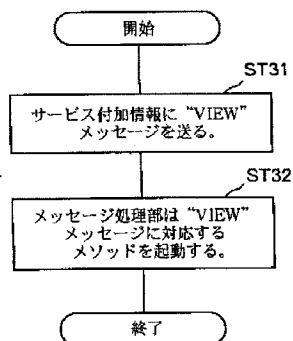 開始
ST31
サービス付加情報に“VIEW”
メッセージを送る。
ST32
メッセージ処理部は“VIEW”
メッセージに対応する
メソッドを起動する。
終了